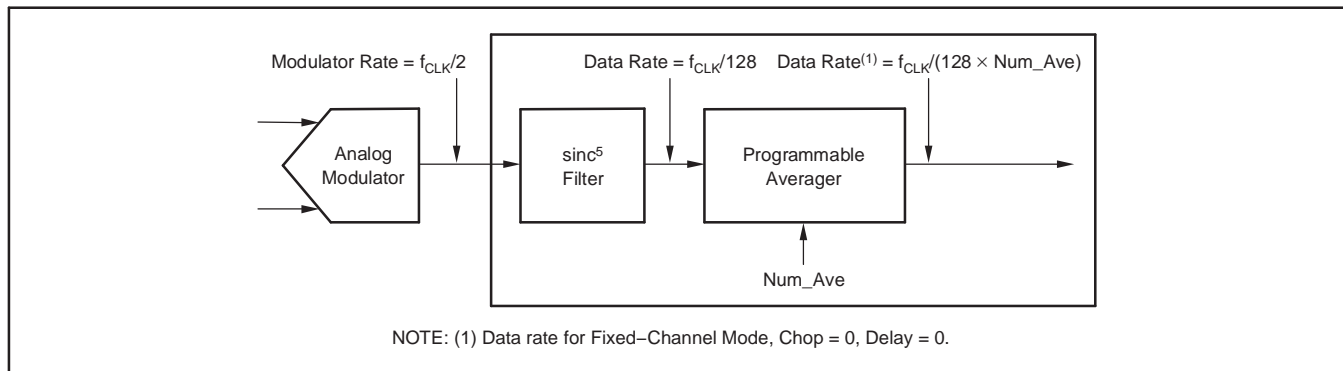 Modulator Rate = fCLK/2
Data Rate = fCLK/128
Data Rate(1) = fCLK/(128 × Num_Ave)
Analog
Modulator
sinc5
Filter
Programmable
Averager
Num_Ave
NOTE: (1) Data rate for Fixed−Channel Mode, Chop = 0, Delay = 0.